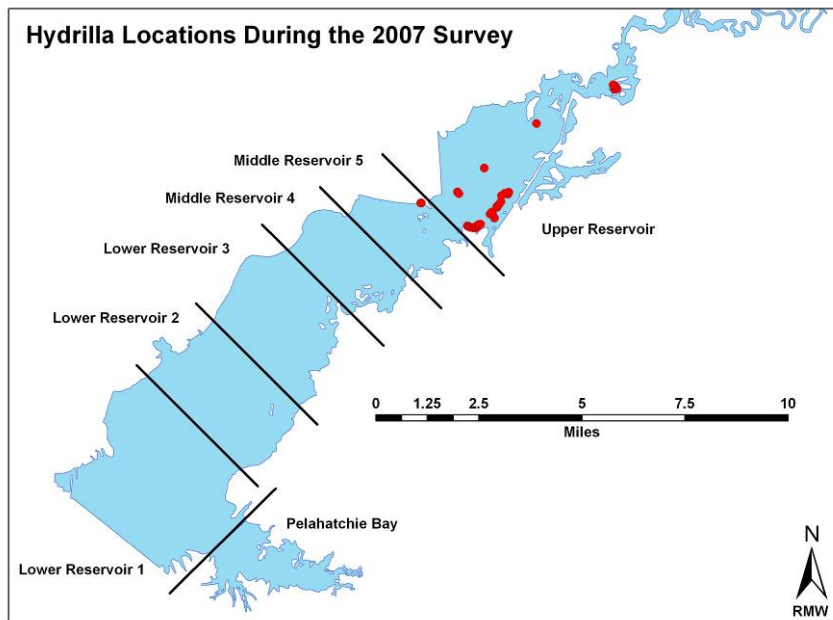 Hydrilla Locations During the 2007 Survey
Middle Reservoir 5
Middle Reservoir 4
Upper Reservoir
Lower Reservoir 3
Lower Reservoir 2
0 1.25 2.5 5 7.5 10
Miles
Pelahatchie Bay
Lower Reservoir 1
N
RMW